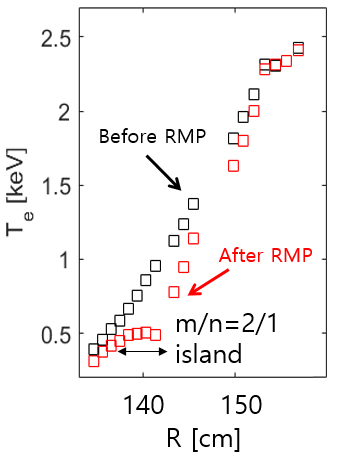 2.5
2
1.5
1
0.5
T_e [keV]
Before RMP
After RMP
m/n=2/1
island
140
150
R [cm]